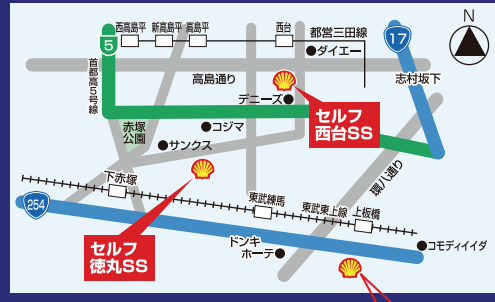 N
西高島平
新高島平
高島平
西台
都営三田線
ダイエー
5
17
首都高5号線
高島通り
志村坂下
デニーズ
セルフ
西台SS
赤塚
公園
コジマ
サンクス
環八通り
下赤塚
254
東武練馬
東武東上線
上板橋
セルフ
徳丸SS
ドンキ
ホーテ
コモディイイダ